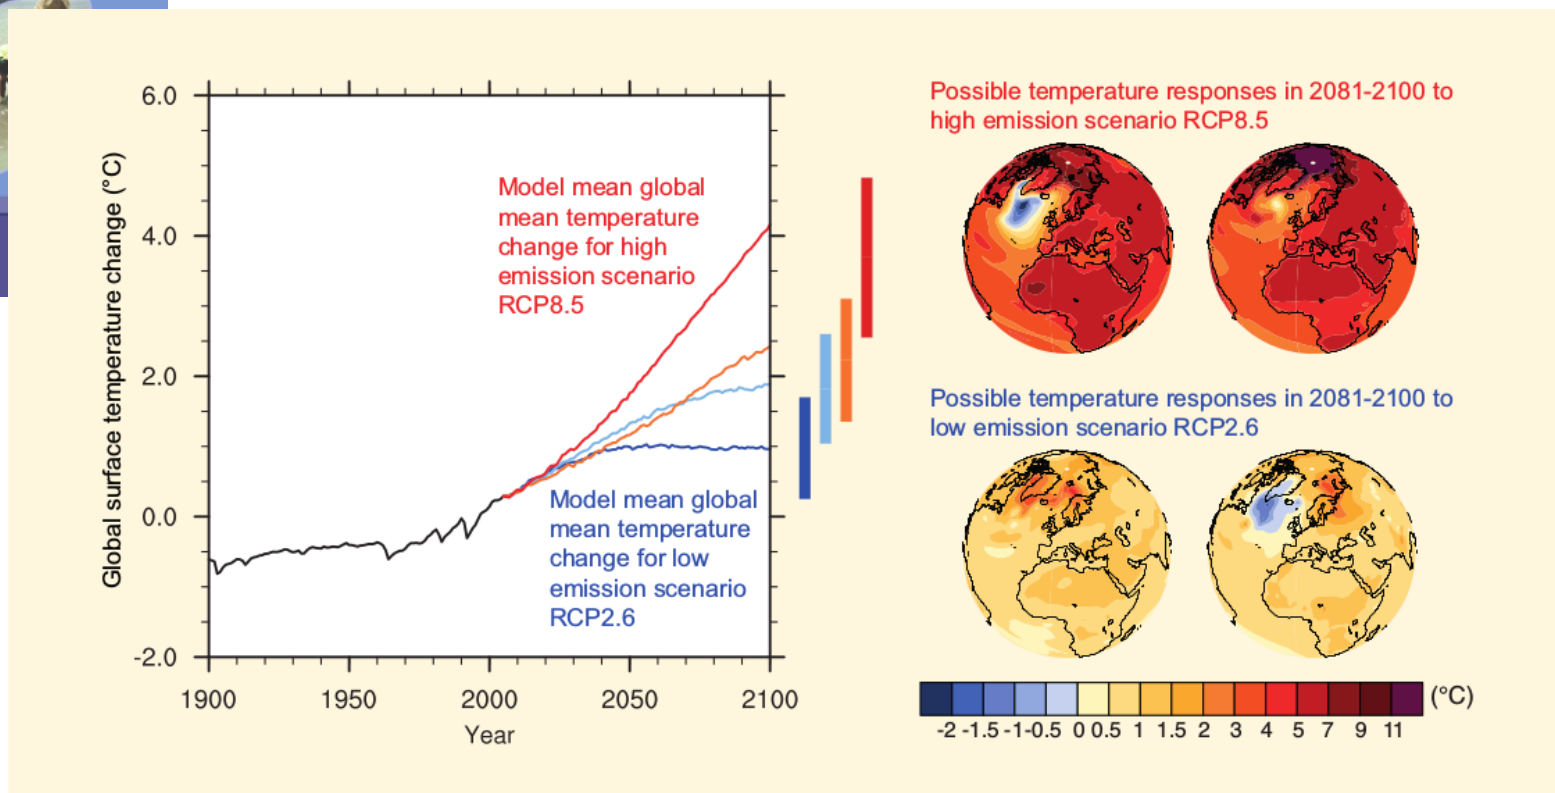 6.0
4.0
2.0
0.0
-2.0
Global surface temperature change (°C)
1900 1950 2000 2050 2100
Year
Model mean global
mean temperature
change for high
emission scenario
RCP8.5
Model mean global
mean temperature
change for low
emission scenario
RCP2.6
Possible temperature responses in 2081-2100 to
high emission scenario RCP8.5
Possible temperature responses in 2081-2100 to
low emission scenario RCP2.6
-2 -1.5 -1 -0.5 0 0.5 1 1.5 2 3 4 5 7 9 11
(°C)